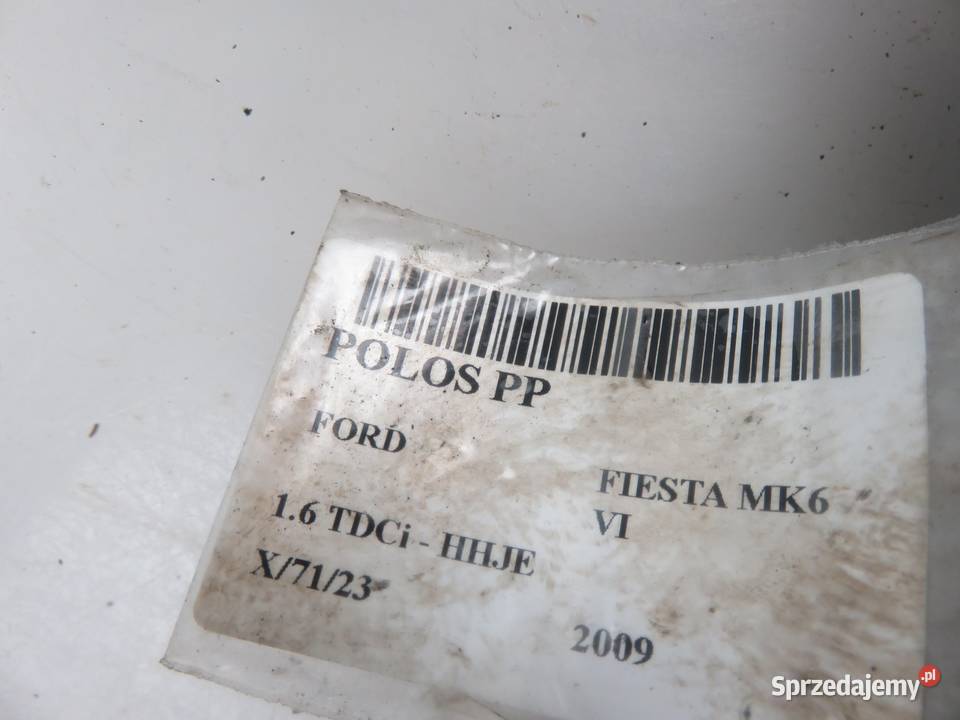 POLOS PP
FORD
FIESTA MK6
VI
1.6 TDCi - HHJE
X/71/23
2009
Sprzedajemy.pl